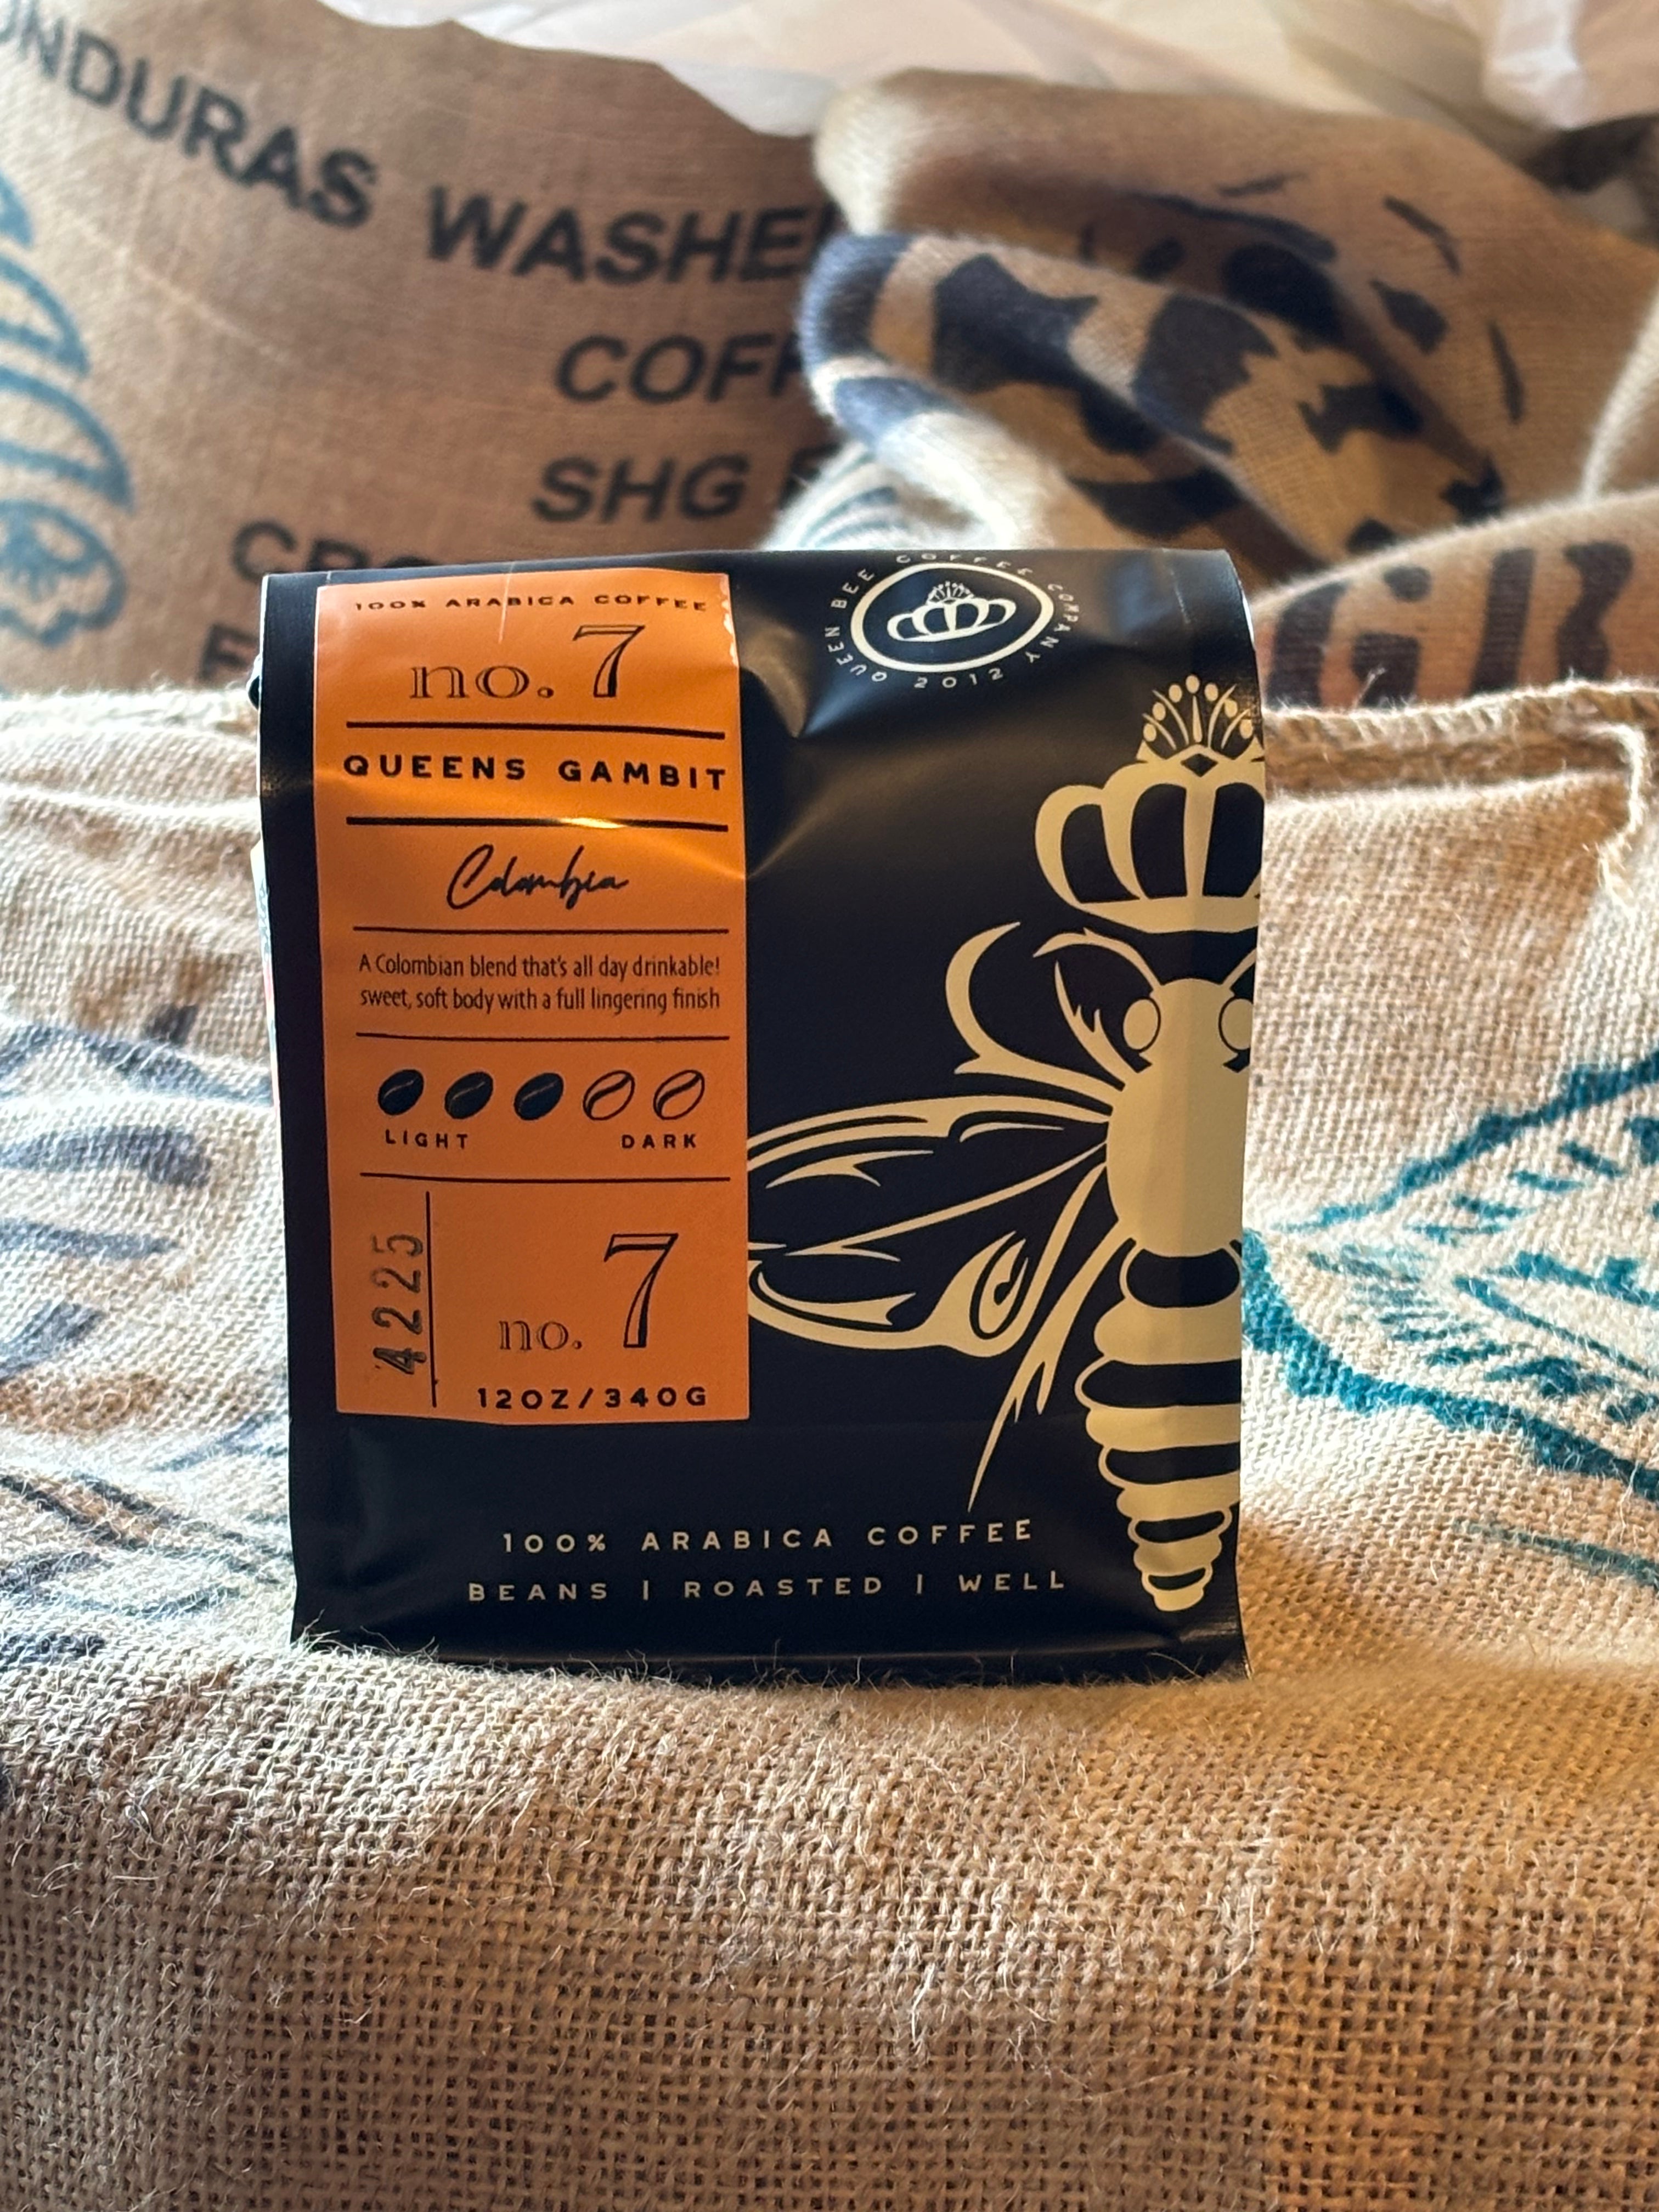 HONDURAS WASHED
COFF
SHG
100% ARABICA COFFEE
no. 7
QUEENS GAMBIT
Colombia
A Colombian blend that's all day drinkable!
sweet, soft body with a full lingering finish
LIGHT DARK
4225
no. 7
12OZ/340G
QUEEN BEE COFFEE COMPANY 2012
100% ARABICA COFFEE
BEANS | ROASTED | WELL